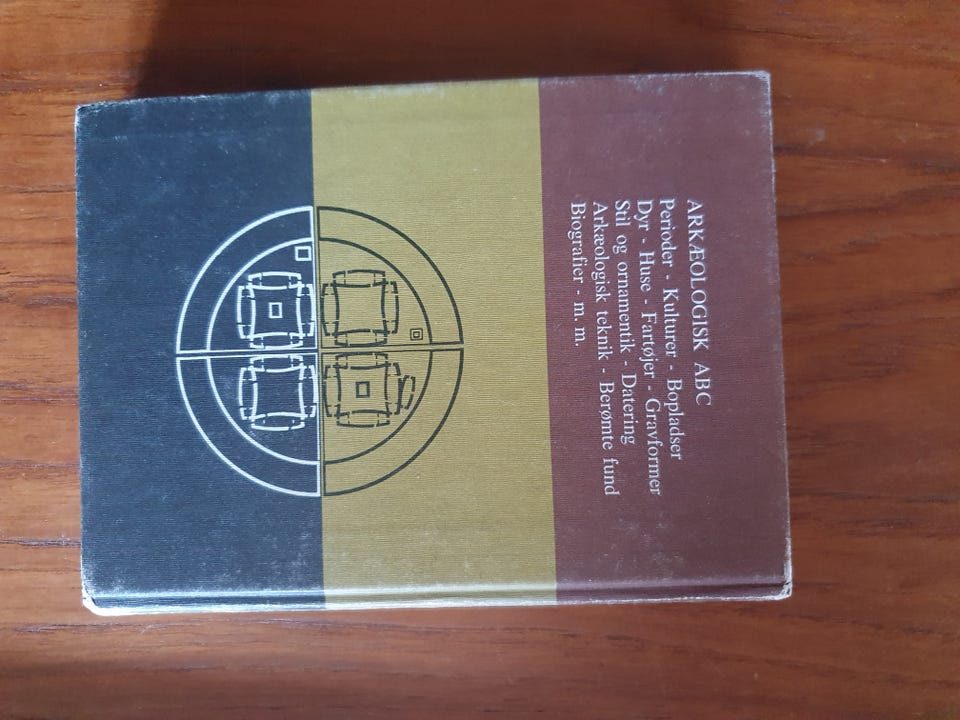 ARKÆOLOGISK ABC
Perioder - Kulturer - Bopladser
Dyr - Huse - Fartøjer - Gravformer
Stil og ornamentik - Datering
Arkæologisk teknik - Berømte fund
Biografier - m. m.